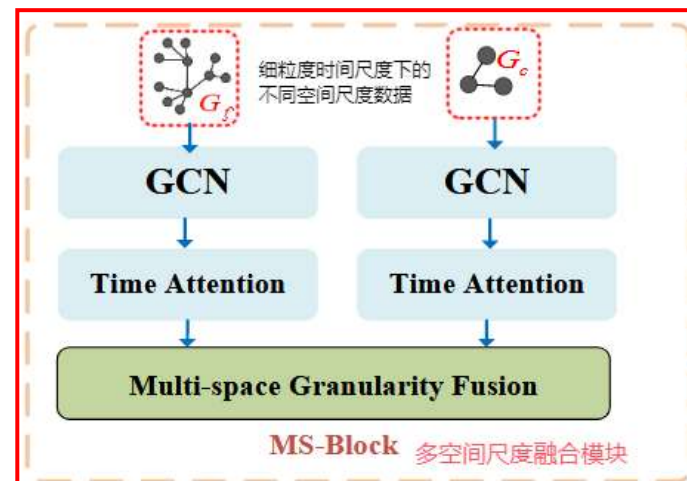 细粒度时间尺度下的
不同空间尺度数据
G_f
G_c
GCN
GCN
Time Attention
Time Attention
Multi-space Granularity Fusion
MS-Block
多空间尺度融合模块